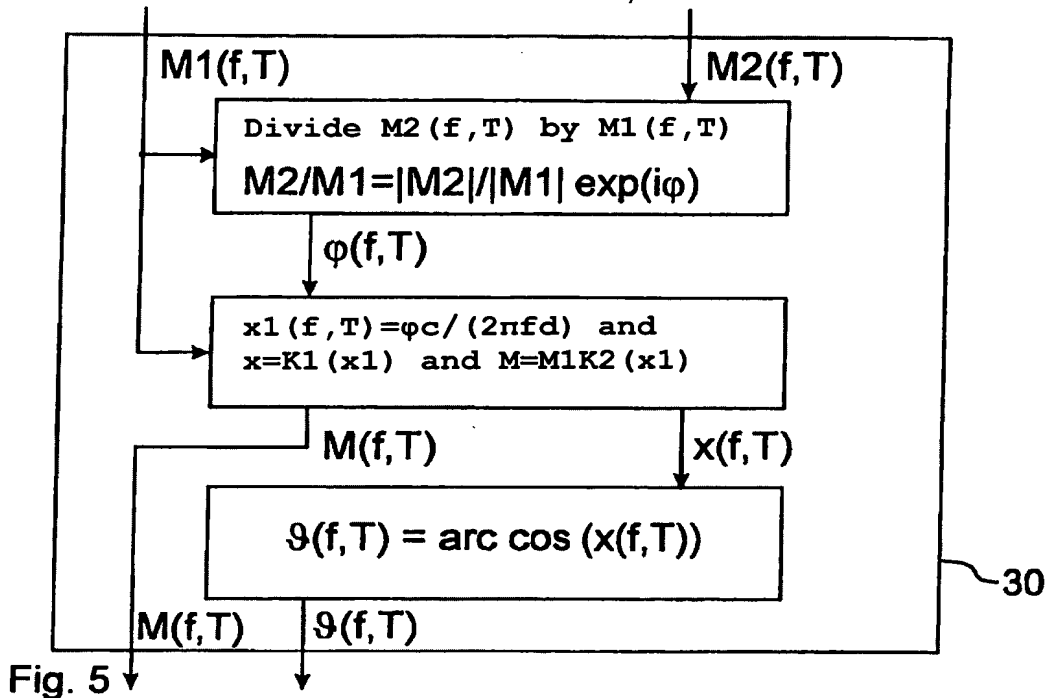 M1(f,T)
M2(f,T)
Divide M2(f,T) by M1(f,T)
M2/M1=|M2|/|M1| exp(iφ)
φ(f,T)
x1(f,T)=φc/(2πfd) and
x=K1(x1) and M=M1K2(x1)
M(f,T)
x(f,T)
ϑ(f,T) = arc cos (x(f,T))
30
M(f,T)
ϑ(f,T)
Fig. 5